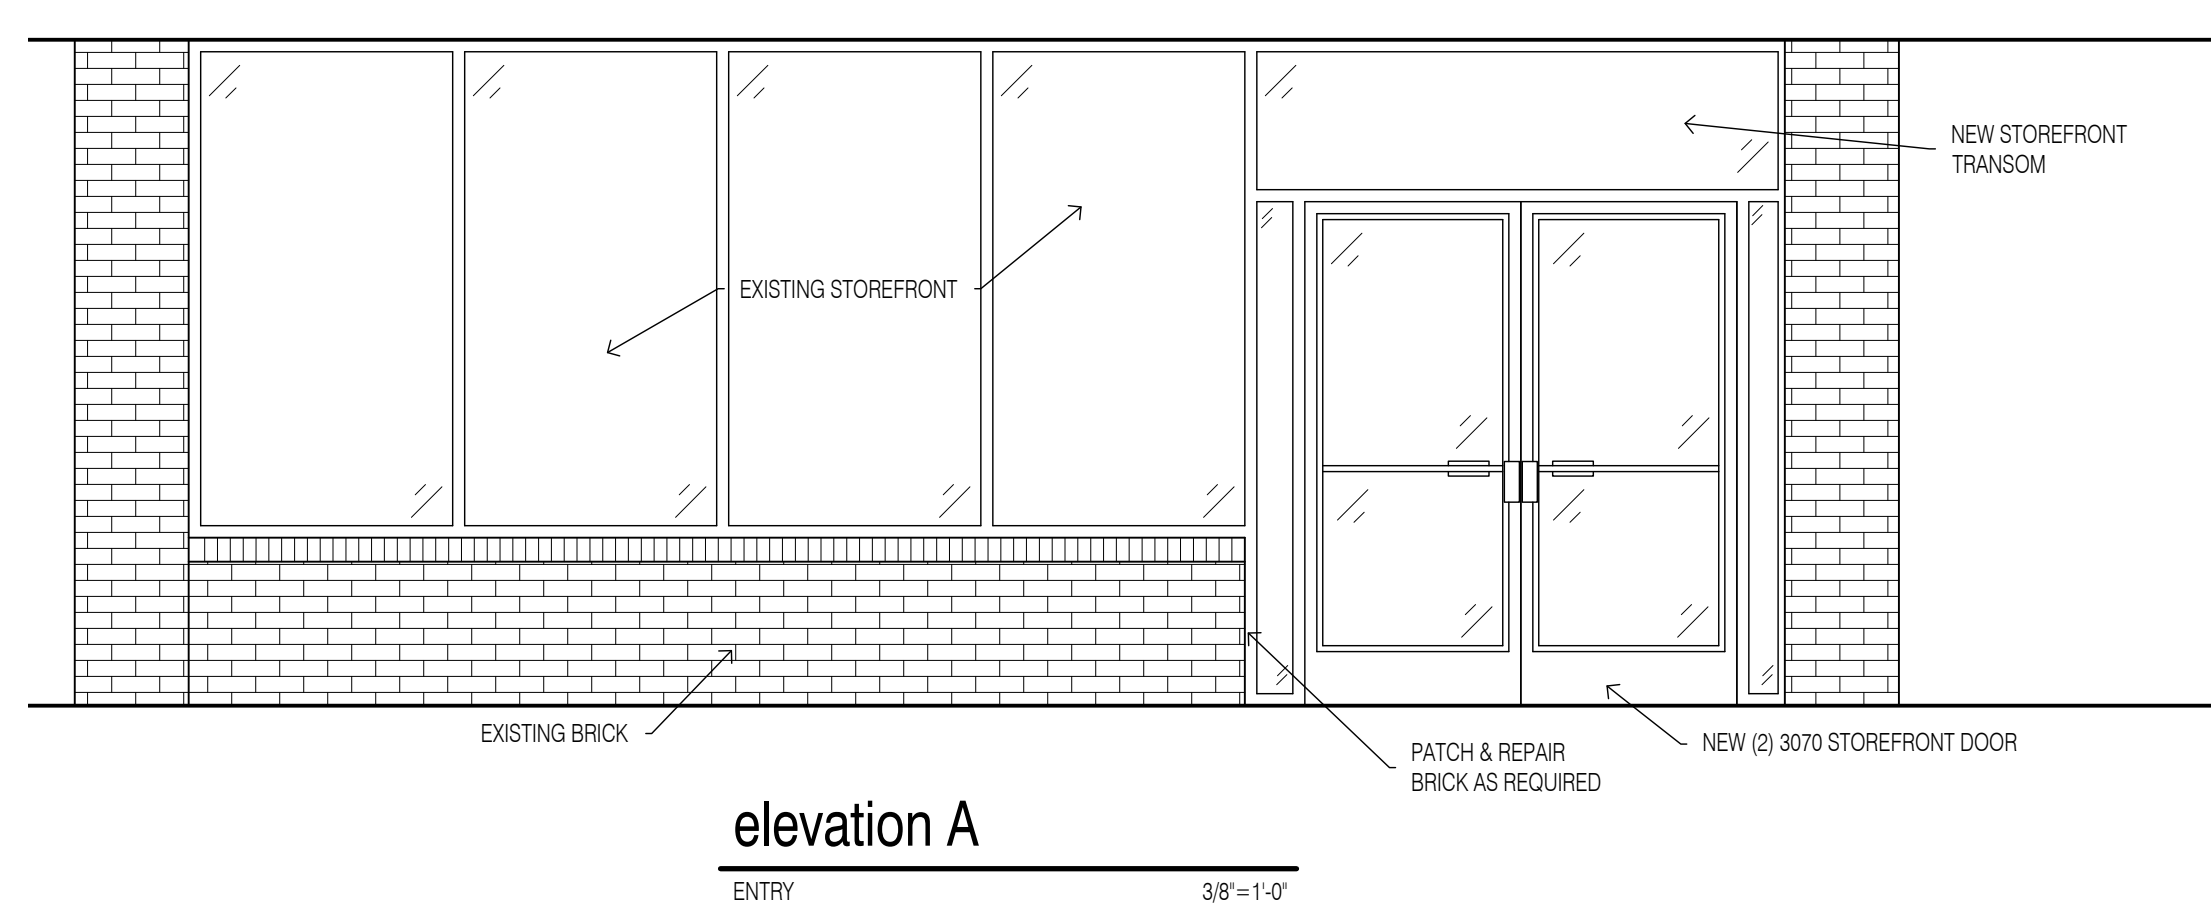 NEW STOREFRONT
TRANSOM
EXISTING STOREFRONT
EXISTING BRICK
PATCH & REPAIR
BRICK AS REQUIRED
NEW (2) 3070 STOREFRONT DOOR
elevation A
ENTRY
3/8"=1'-0"